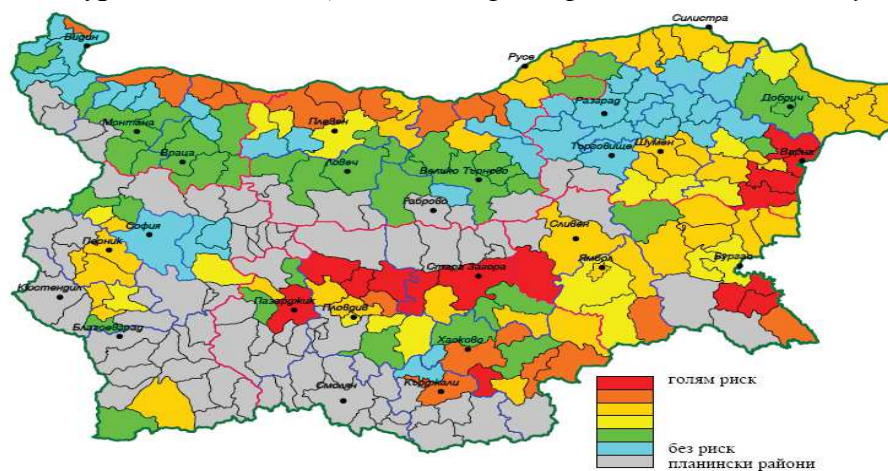 Силистра
Видин
Русе
Разград
Добрич
Монтана
Плевен
Търговище
Шумен
Варна
Враца
Ловеч
Велико Търново
Габрово
София
Сливен
Перник
Стара Загора
Ямбол
Бургас
Кюстендил
Пазарджик
Пловдив
Благоевград
Хасково
Смолян
Кърджали
голям риск
без риск
планински райони